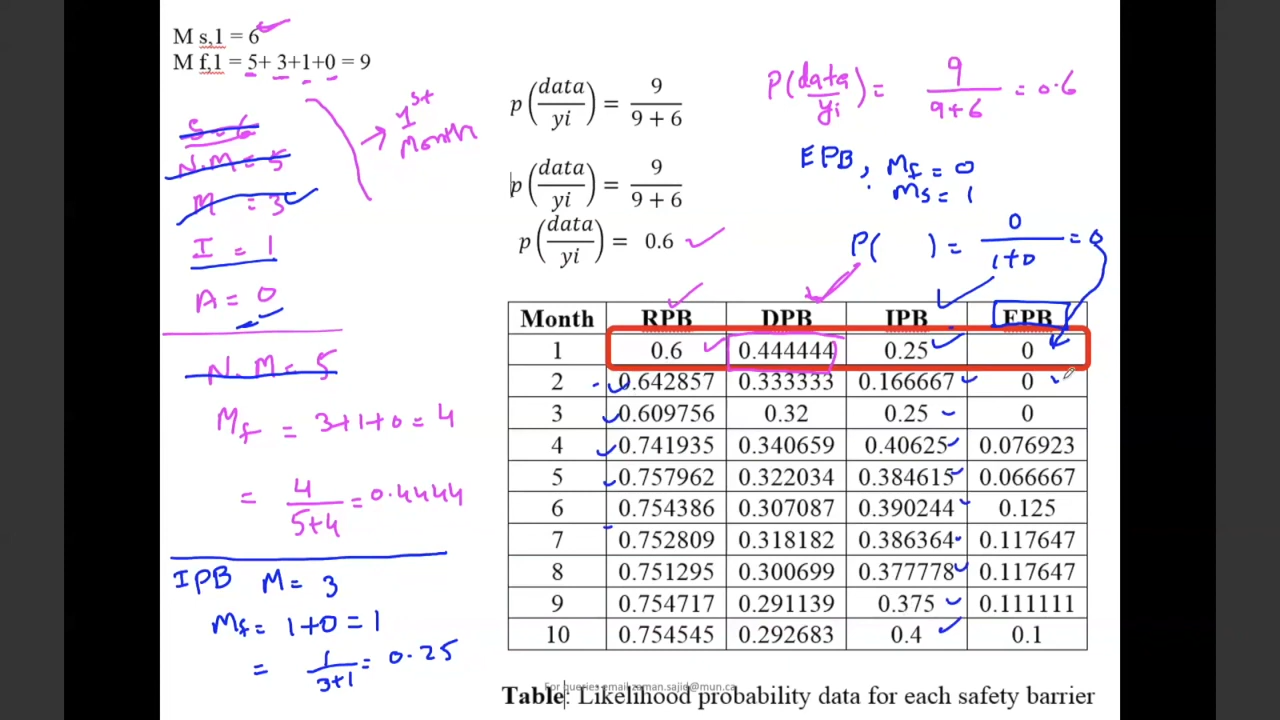 M s,1 = 6
M f,1 = 5+ 3+1+0 = 9
S = 6
N.M = 5
M = 3
I = 1
A = 0
1st Month
N.M = 5
Mf = 3+1+0 = 4
= 4/(5+4) = 0.4444
IPB M = 3
Mf = 1+0 = 1
= 1/(3+1) = 0.25
p(data/yi) = 9/(9 + 6)
p(data/yi) = 9/(9 + 6)
p(data/yi) = 0.6
P(data/yi) = 9/(9+6) = 0.6
EPB, Mf = 0
Ms = 1
P( ) = 0/(1+0) = 0
Month RPB DPB IPB EPB
1 0.6 0.444444 0.25 0
2 0.642857 0.333333 0.166667 0
3 0.609756 0.32 0.25 0
4 0.741935 0.340659 0.40625 0.076923
5 0.757962 0.322034 0.384615 0.066667
6 0.754386 0.307087 0.390244 0.125
7 0.752809 0.318182 0.386364 0.117647
8 0.751295 0.300699 0.377778 0.117647
9 0.754717 0.291139 0.375 0.111111
10 0.754545 0.292683 0.4 0.1
For queries email zaman.sajid@mun.ca
Table: Likelihood probability data for each safety barrier